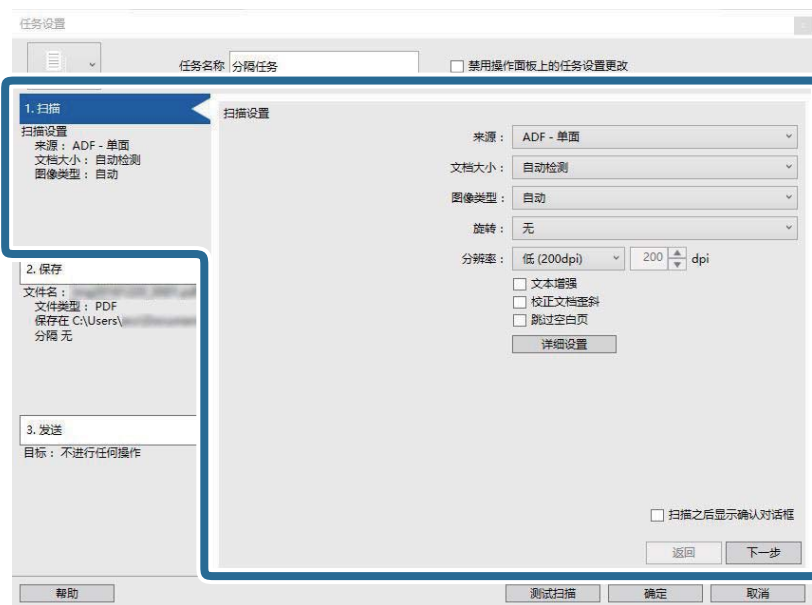 任务设置
任务名称 分隔任务
禁用操作面板上的任务设置更改
1. 扫描
扫描设置
来源： ADF - 单面
文档大小： 自动检测
图像类型： 自动
2. 保存
文件名：
文件类型： PDF
保存在 C:\Users\
分隔 无
3. 发送
目标： 不进行任何操作
扫描设置
来源： ADF - 单面
文档大小： 自动检测
图像类型： 自动
旋转： 无
分辨率： 低 (200dpi) 200 dpi
文本增强
校正文档歪斜
跳过空白页
详细设置
扫描之后显示确认对话框
返回 下一步
帮助 测试扫描 确定 取消